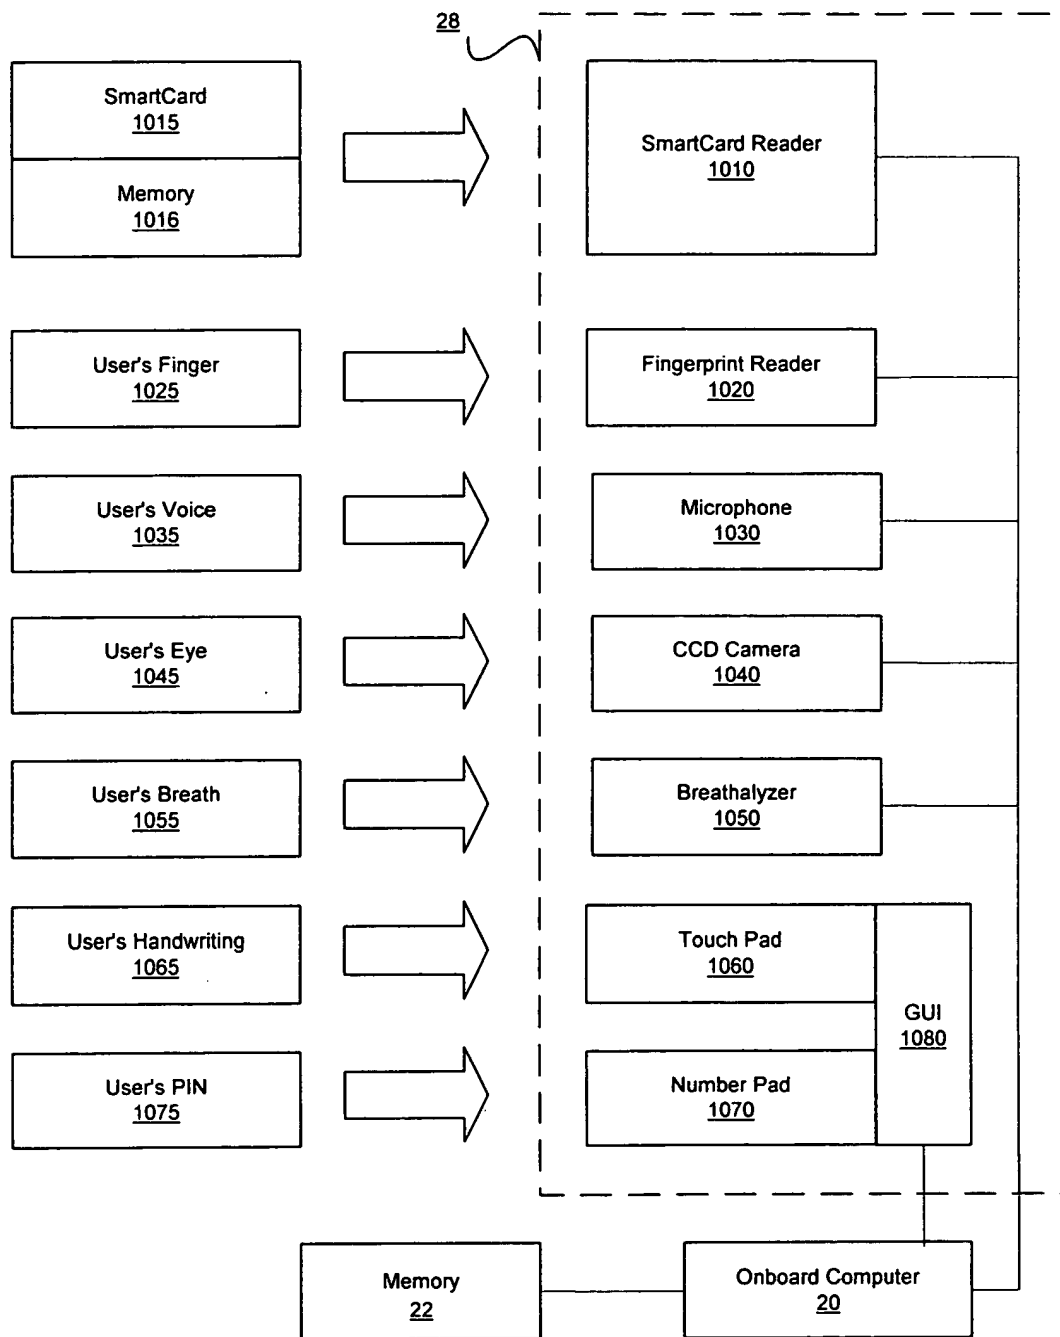 28
SmartCard
1015
Memory
1016
SmartCard Reader
1010
User's Finger
1025
Fingerprint Reader
1020
User's Voice
1035
Microphone
1030
User's Eye
1045
CCD Camera
1040
User's Breath
1055
Breathalyzer
1050
User's Handwriting
1065
Touch Pad
1060
GUI
1080
User's PIN
1075
Number Pad
1070
Memory
22
Onboard Computer
20